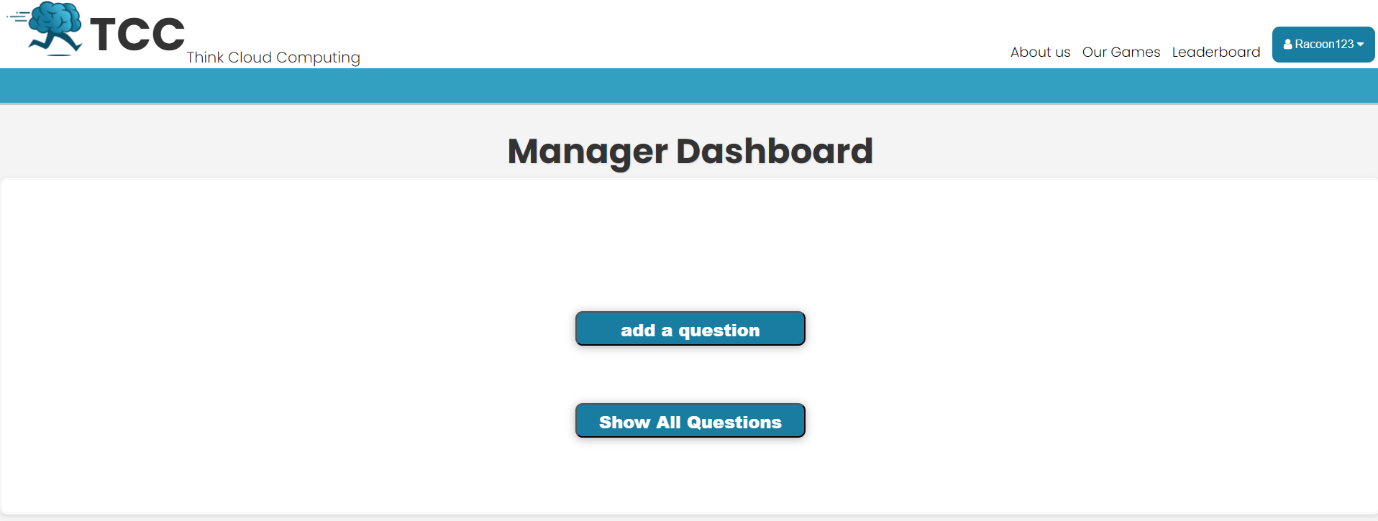 TCC
Think Cloud Computing
About us Our Games Leaderboard Racoon123
Manager Dashboard
add a question
Show All Questions